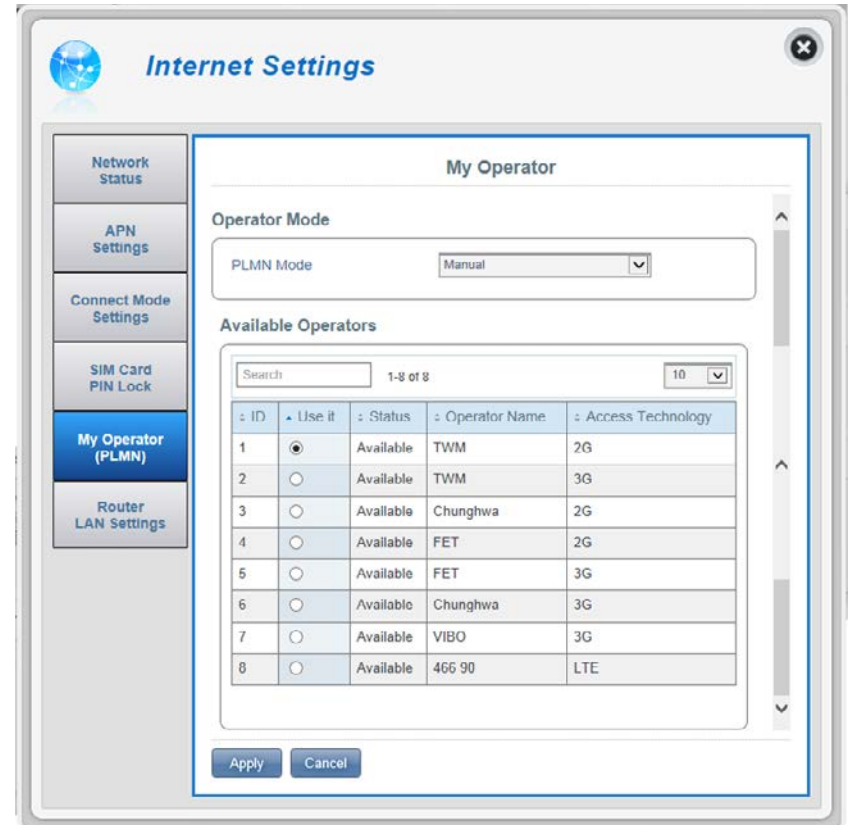 Internet Settings
Network
Status
APN
Settings
Connect Mode
Settings
SIM Card
PIN Lock
My Operator
(PLMN)
Router
LAN Settings
My Operator
Operator Mode
PLMN Mode Manual
Available Operators
Search 1-8 of 8 10
ID Use it Status Operator Name Access Technology
1 Available TWM 2G
2 Available TWM 3G
3 Available Chunghwa 2G
4 Available FET 2G
5 Available FET 3G
6 Available Chunghwa 3G
7 Available VIBO 3G
8 Available 466 90 LTE
Apply Cancel